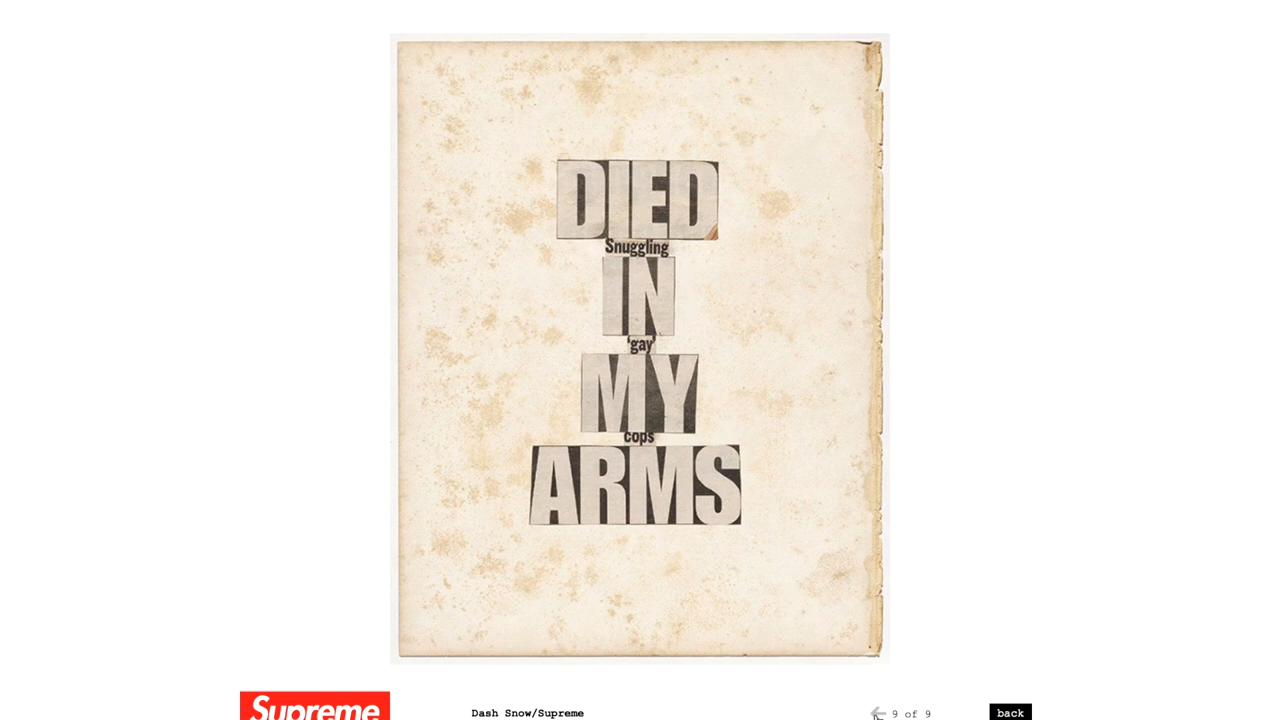 DIED
Snuggling
IN
'gay'
MY
cops
ARMS
Supreme
Dash Snow/Supreme
9 of 9
back